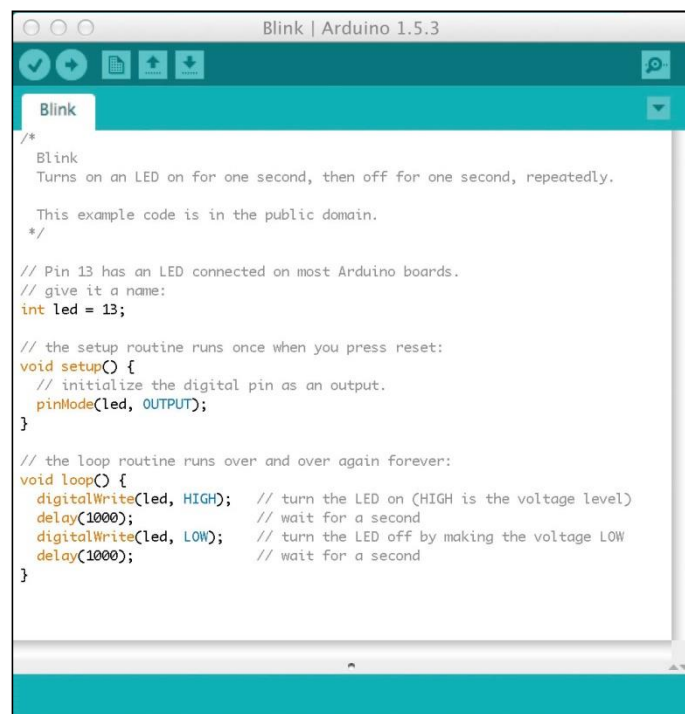 Blink | Arduino 1.5.3
Blink
/*
  Blink
  Turns on an LED on for one second, then off for one second, repeatedly.

  This example code is in the public domain.
 */

// Pin 13 has an LED connected on most Arduino boards.
// give it a name:
int led = 13;

// the setup routine runs once when you press reset:
void setup() {
  // initialize the digital pin as an output.
  pinMode(led, OUTPUT);
}

// the loop routine runs over and over again forever:
void loop() {
  digitalWrite(led, HIGH);   // turn the LED on (HIGH is the voltage level)
  delay(1000);               // wait for a second
  digitalWrite(led, LOW);    // turn the LED off by making the voltage LOW
  delay(1000);               // wait for a second
}